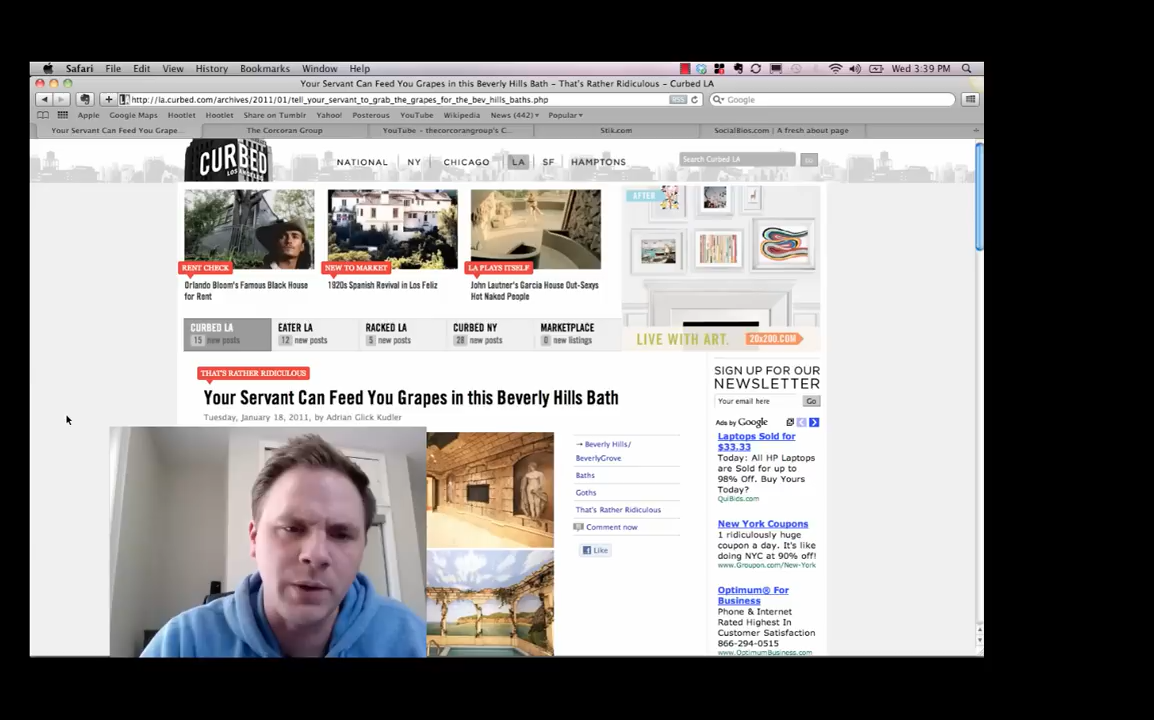 Safari File Edit View History Bookmarks Window Help
Wed 3:39 PM
Your Servant Can Feed You Grapes in this Beverly Hills Bath – That's Rather Ridiculous – Curbed LA
http://la.curbed.com/archives/2011/01/tell_your_servant_to_grab_the_grapes_for_the_bev_hills_baths.php
RSS
Google
Apple Google Maps Hootlet Hootlet Share on Tumblr Yahoo! Posterous YouTube Wikipedia News (442) Popular
Your Servant Can Feed You Grape...
The Corcoran Group
YouTube - thecorcorangroup's C...
Stik.com
SocialBios.com | A fresh about page
CURBED
LOS ANGELES
NATIONAL NY CHICAGO LA SF HAMPTONS
Search Curbed LA
RENT CHECK
Orlando Bloom's Famous Black House
for Rent
NEW TO MARKET
1920s Spanish Revival in Los Feliz
LA PLAYS ITSELF
John Lautner's Garcia House Out-Sexys
Hot Naked People
AFTER
LIVE WITH ART.
20x200.COM
CURBED LA
15 new posts
EATER LA
12 new posts
RACKED LA
5 new posts
CURBED NY
28 new posts
MARKETPLACE
0 new listings
THAT'S RATHER RIDICULOUS
Your Servant Can Feed You Grapes in this Beverly Hills Bath
Tuesday, January 18, 2011, by Adrian Glick Kudler
→ Beverly Hills/
BeverlyGrove
Baths
Goths
That's Rather Ridiculous
Comment now
Like
SIGN UP FOR OUR
NEWSLETTER
Your email here
Go
Ads by Google
Laptops Sold for
$33.33
Today: All HP Laptops
are Sold for up to
98% Off. Buy Yours
Today?
QuiBids.com
New York Coupons
1 ridiculously huge
coupon a day. It's like
doing NYC at 90% off!
www.Groupon.com/New-York
Optimum® For
Business
Phone & Internet
Rated Highest In
Customer Satisfaction
866-294-0515
www.OptimumBusiness.com